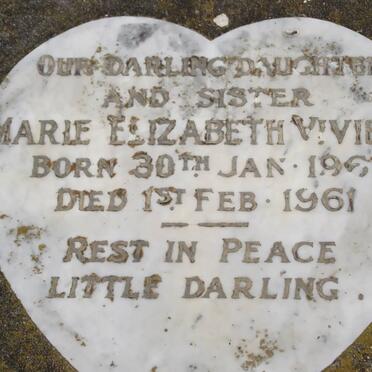 OUR DARLING DAUGHTER
AND SISTER
MARIE ELIZABETH
BORN 30TH JAN. 196
DIED 1ST FEB. 1961
REST IN PEACE
LITTLE DARLING.